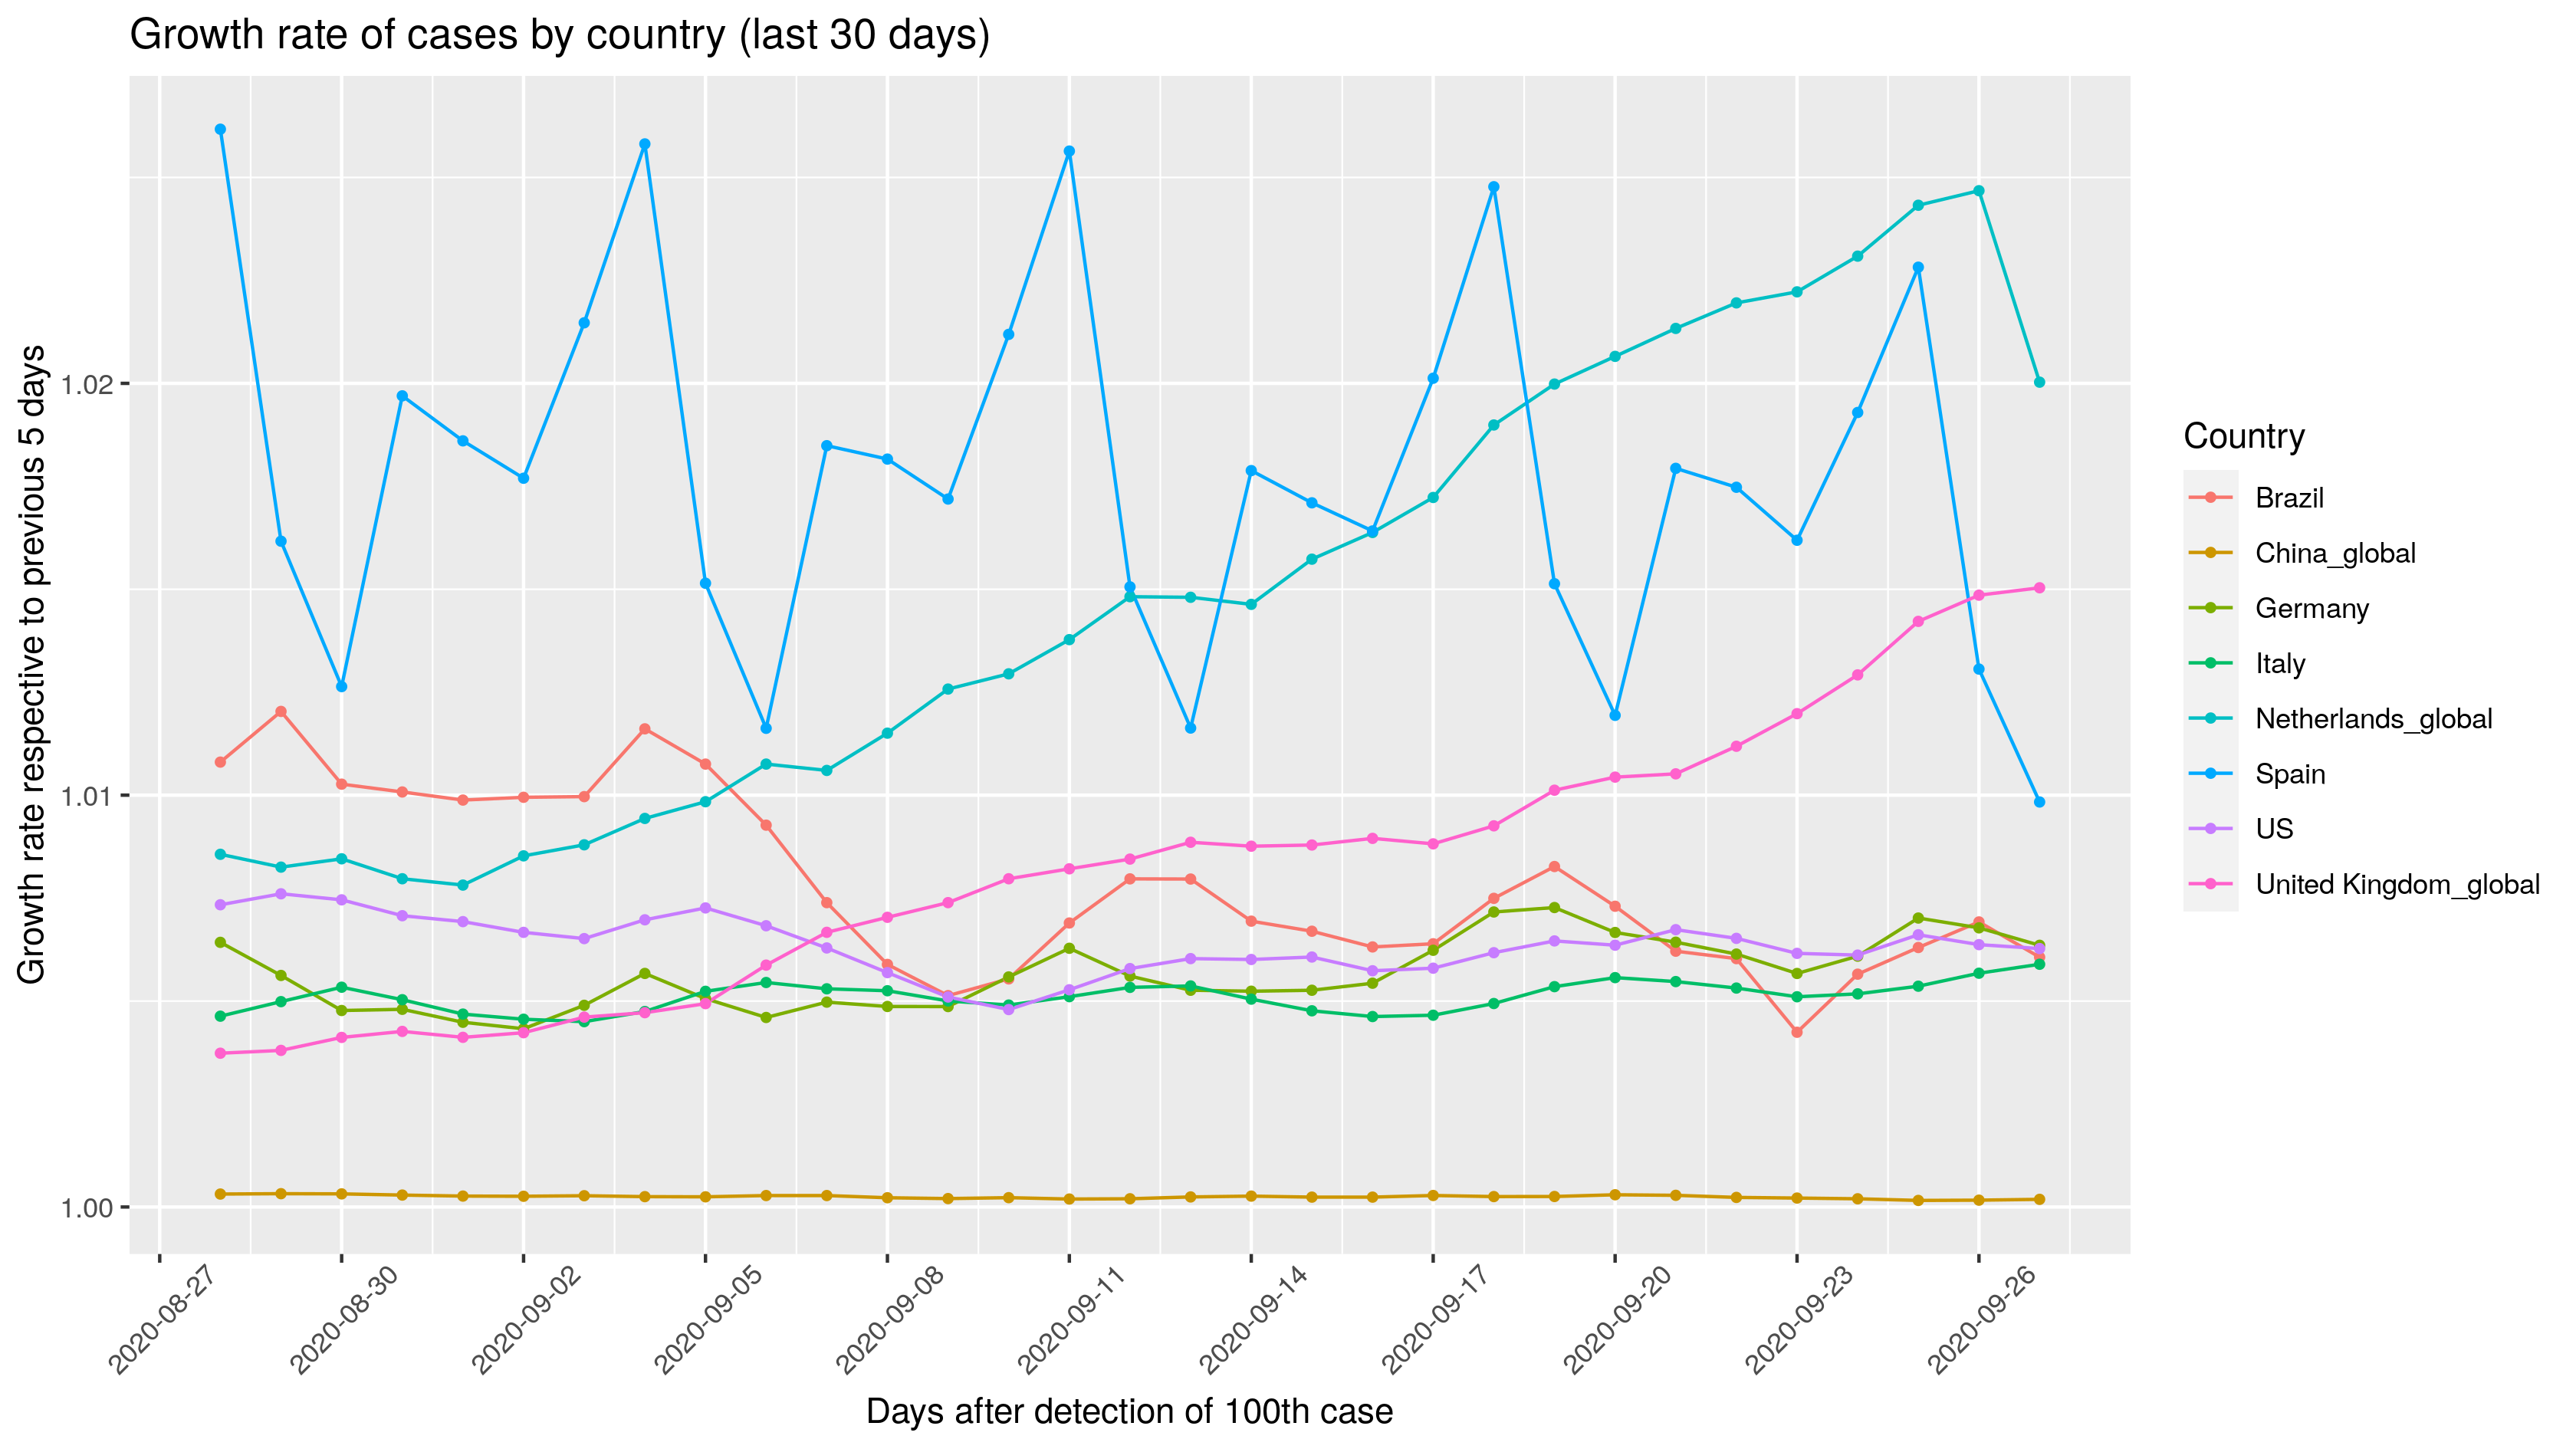 Growth rate of cases by country (last 30 days)
Growth rate respective to previous 5 days
1.02
1.01
1.00
2020-08-27
2020-08-30
2020-09-02
2020-09-05
2020-09-08
2020-09-11
2020-09-14
2020-09-17
2020-09-20
2020-09-23
2020-09-26
Days after detection of 100th case
Country
Brazil
China_global
Germany
Italy
Netherlands_global
Spain
US
United Kingdom_global